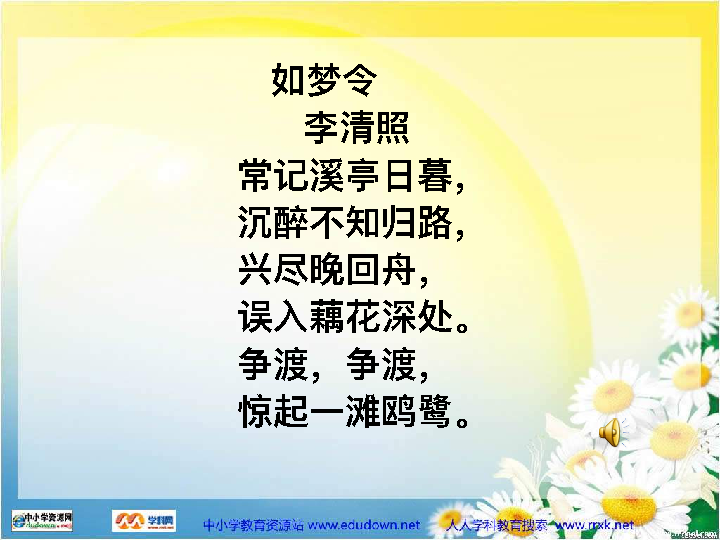 如梦令
李清照
常记溪亭日暮，
沉醉不知归路，
兴尽晚回舟，
误入藕花深处。
争渡，争渡，
惊起一滩鸥鹭。
中小学资源网
学科网
中小学教育资源站 www.edudown.net 人人学科教育搜索 www.rrxk.net